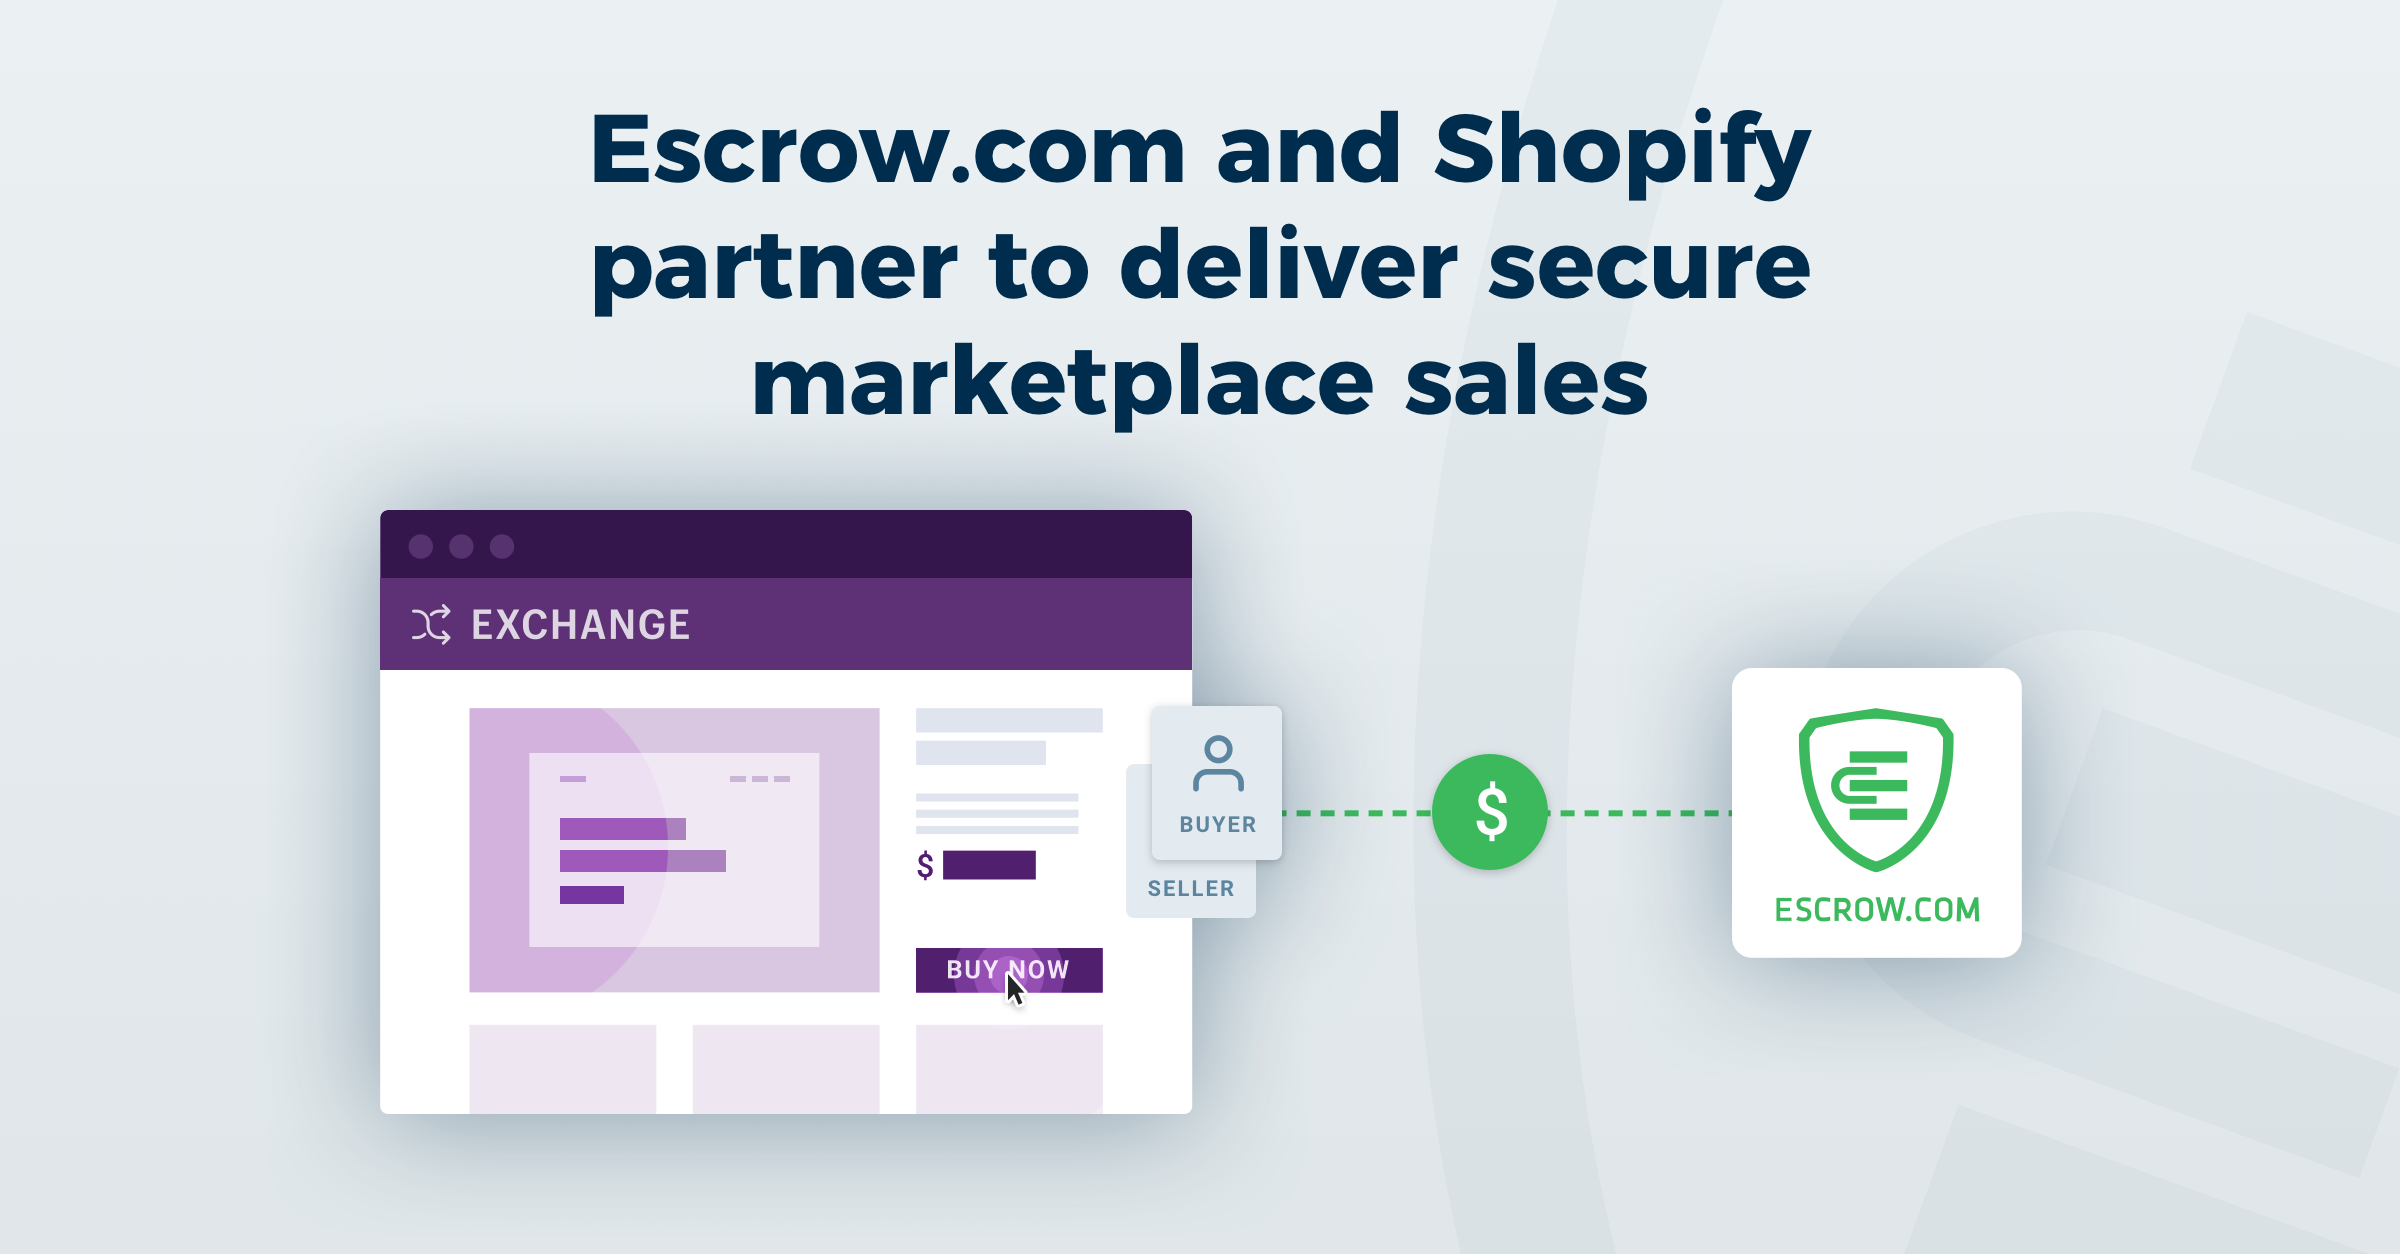 Escrow.com and Shopify
partner to deliver secure
marketplace sales
EXCHANGE
$
BUY NOW
BUYER
SELLER
$
ESCROW.COM